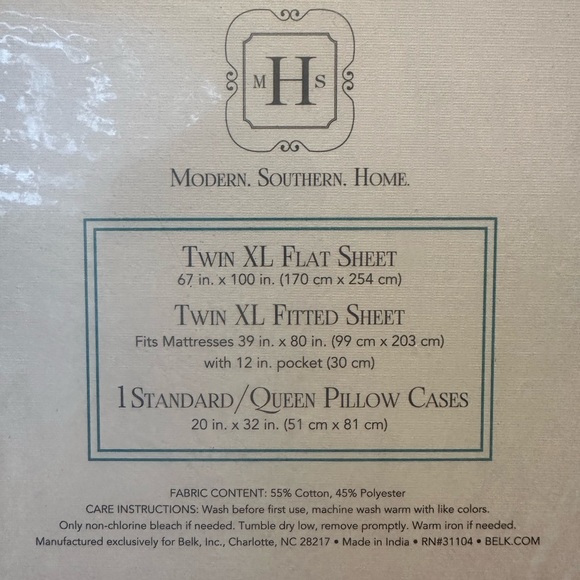 M H S
MODERN. SOUTHERN. HOME.
TWIN XL FLAT SHEET
67 in. x 100 in. (170 cm x 254 cm)
TWIN XL FITTED SHEET
Fits Mattresses 39 in. x 80 in. (99 cm x 203 cm)
with 12 in. pocket (30 cm)
1 STANDARD/QUEEN PILLOW CASES
20 in. x 32 in. (51 cm x 81 cm)
FABRIC CONTENT: 55% Cotton, 45% Polyester
CARE INSTRUCTIONS: Wash before first use, machine wash warm with like colors.
Only non-chlorine bleach if needed. Tumble dry low, remove promptly. Warm iron if needed.
Manufactured exclusively for Belk, Inc., Charlotte, NC 28217 • Made in India • RN#31104 • BELK.COM